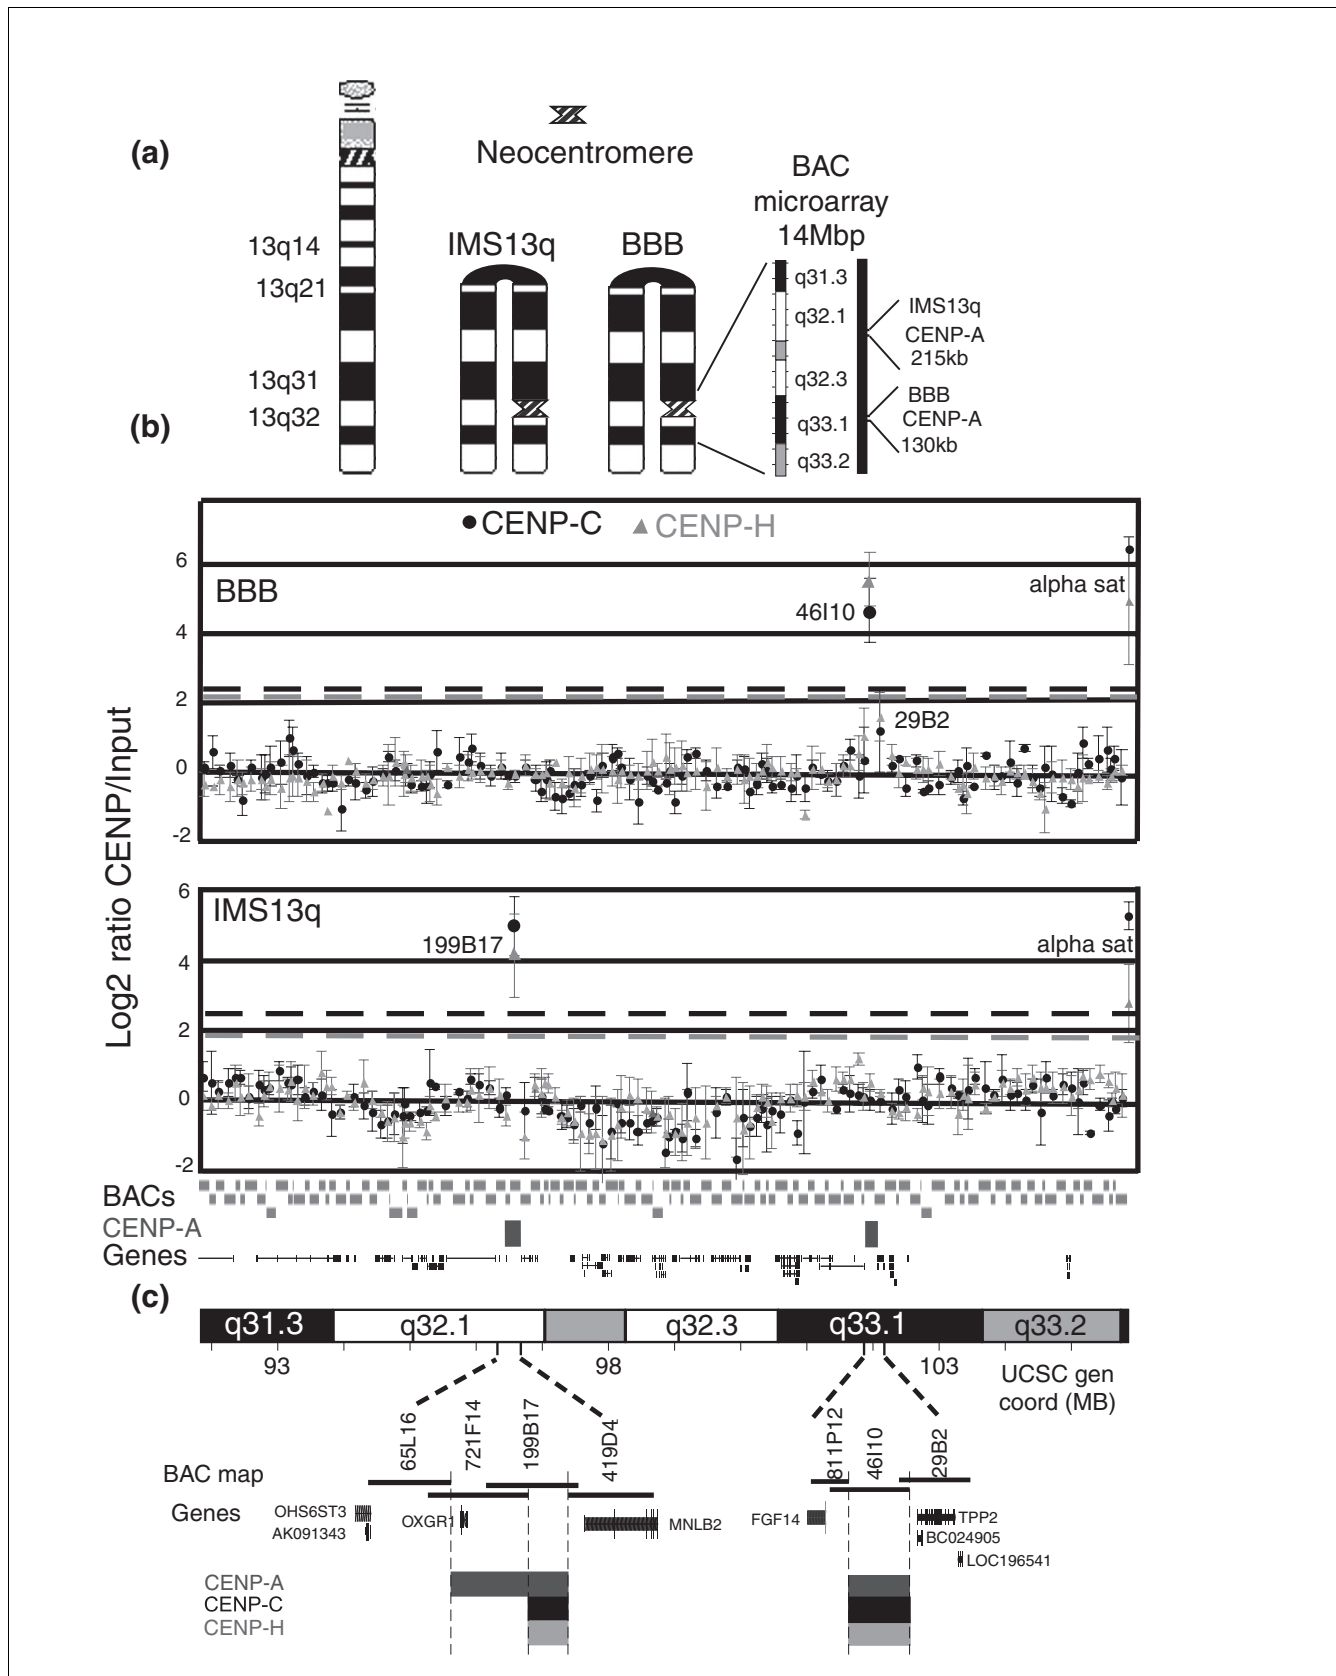 (a)
Neocentromere
BAC
microarray
14Mbp
13q14
13q21
13q31
13q32
IMS13q
BBB
q31.3
q32.1
q32.3
q33.1
q33.2
IMS13q
CENP-A
215kb
BBB
CENP-A
130kb
(b)
Log2 ratio CENP/Input
CENP-C CENP-H
6
4
2
0
-2
BBB
46I10
29B2
alpha sat
6
4
2
0
-2
IMS13q
199B17
alpha sat
BACs
CENP-A
Genes
(c)
q31.3 q32.1 q32.3 q33.1 q33.2
93 98 103
UCSC gen
coord (MB)
65L16
721F14
199B17
419D4
811P12
46I10
29B2
BAC map
Genes
OHS6ST3
AK091343
OXGR1
MNLB2
FGF14
TPP2
BC024905
LOC196541
CENP-A
CENP-C
CENP-H